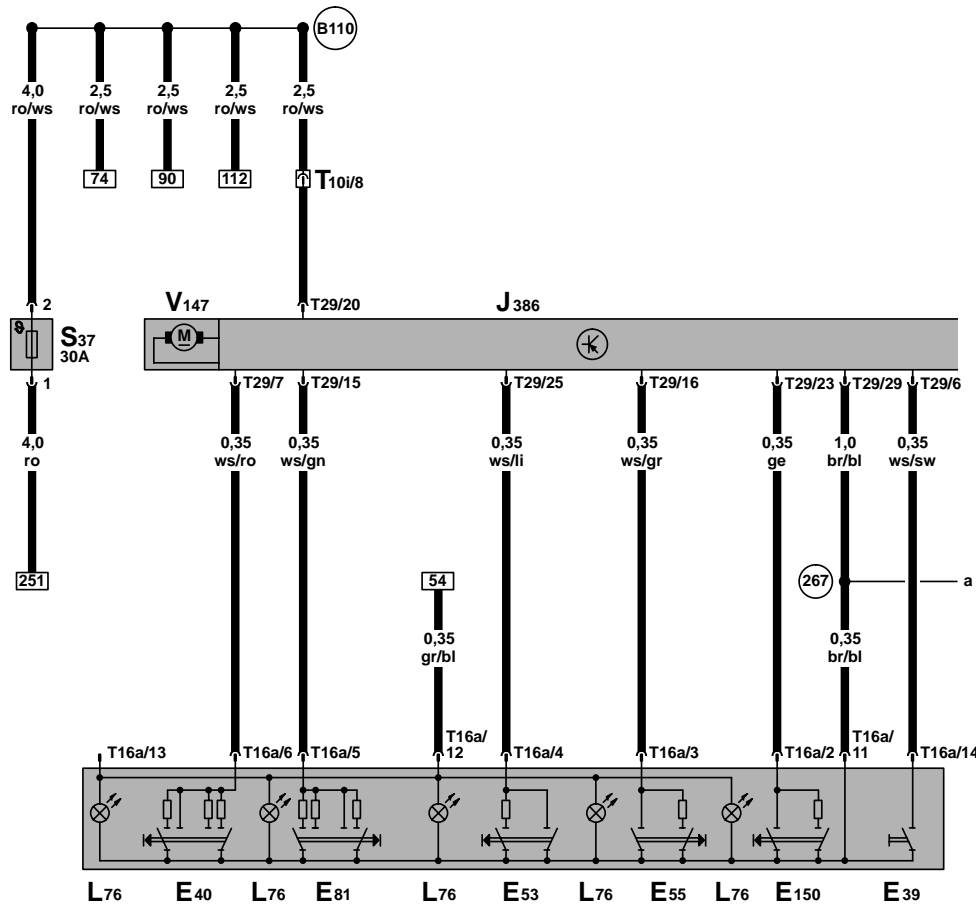 B110
4,0 2,5 2,5 2,5 2,5
ro/ws ro/ws ro/ws ro/ws ro/ws
74 90 112 T10i/8
2 V147 T29/20 J386
S37
30A
M
1 T29/7 T29/15 T29/25 T29/16 T29/23 T29/29 T29/6
4,0 0,35 0,35 0,35 0,35 0,35 1,0 0,35
ro ws/ro ws/gn ws/li ws/gr ge br/bl ws/sw
251 54 267 a
0,35 0,35
gr/bl br/bl
T16a/13 T16a/6 T16a/5 T16a/12 T16a/4 T16a/3 T16a/2 T16a/11 T16a/14
L76 E40 L76 E81 L76 E53 L76 E55 L76 E150 E39